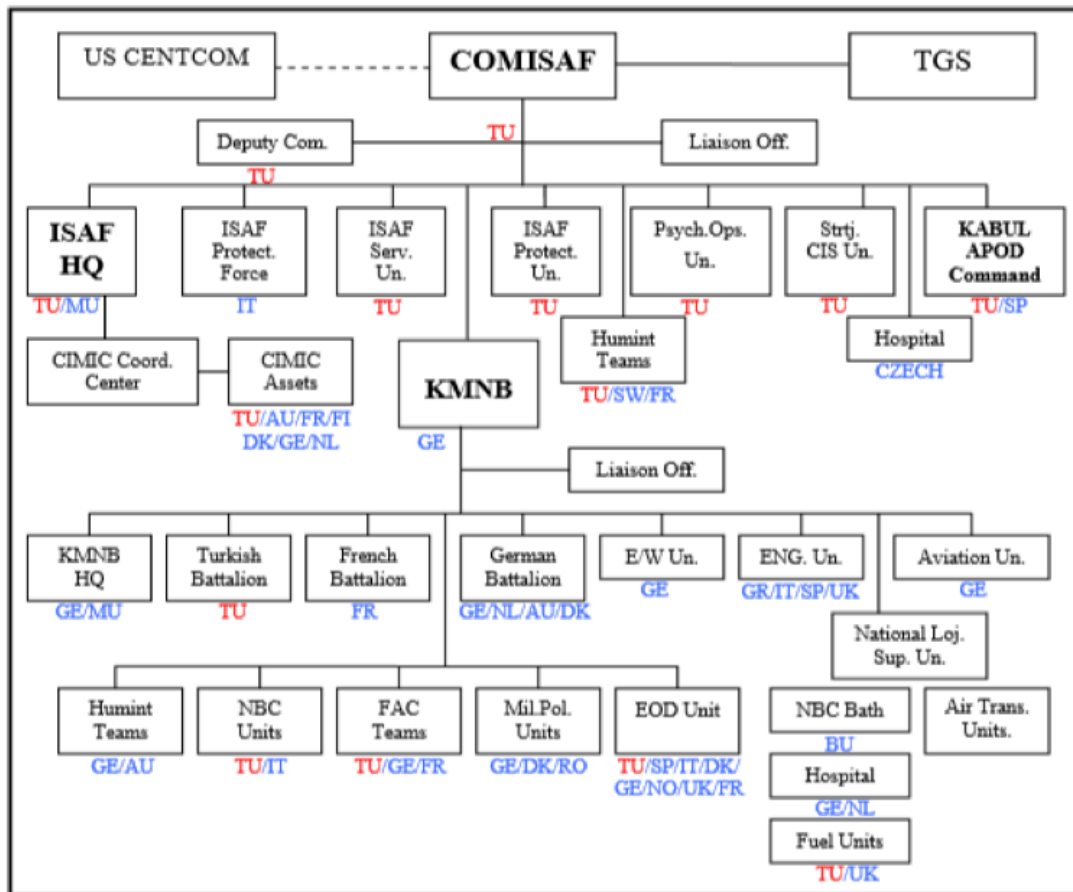 US CENTCOM
COMISAF
TGS
TU
Deputy Com.
TU
Liaison Off.
ISAF
HQ
TU/MU
ISAF
Protect.
Force
IT
ISAF
Serv.
Un.
TU
ISAF
Protect.
Un.
TU
Psych.Ops.
Un.
TU
Strtj.
CIS Un.
TU
KABUL
APOD
Command
TU/SP
Humint
Teams
TU/SW/FR
Hospital
CZECH
CIMIC Coord.
Center
CIMIC
Assets
TU/AU/FR/FI
DK/GE/NL
KMNB
GE
Liaison Off.
KMNB
HQ
GE/MU
Turkish
Battalion
TU
French
Battalion
FR
German
Battalion
GE/NL/AU/DK
E/W Un.
GE
ENG. Un.
GR/IT/SP/UK
Aviation Un.
GE
National Loj.
Sup. Un.
Humint
Teams
GE/AU
NBC
Units
TU/IT
FAC
Teams
TU/GE/FR
Mil.Pol.
Units
GE/DK/RO
EOD Unit
TU/SP/IT/DK/
GE/NO/UK/FR
NBC Bath
BU
Air Trans.
Units.
Hospital
GE/NL
Fuel Units
TU/UK